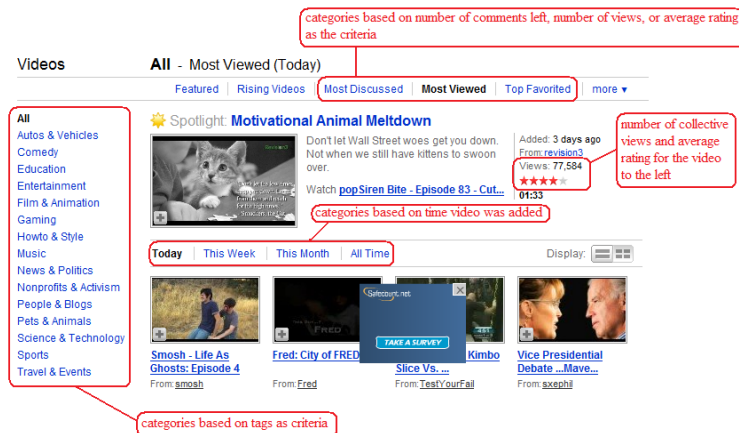 categories based on number of comments left, number of views, or average rating
as the criteria
Videos
All - Most Viewed (Today)
Featured
Rising Videos
Most Discussed
Most Viewed
Top Favorited
more ▾
All
Autos & Vehicles
Comedy
Education
Entertainment
Film & Animation
Gaming
Howto & Style
Music
News & Politics
Nonprofits & Activism
People & Blogs
Pets & Animals
Science & Technology
Sports
Travel & Events
Spotlight: Motivational Animal Meltdown
Don't let Wall Street woes get you down.
Not when we still have kittens to swoon
over.
Watch popSiren Bite - Episode 83 - Cut...
Added: 3 days ago
From: revision3
Views: 77,584
01:33
number of collective
views and average
rating for the video
to the left
categories based on time video was added
Today
This Week
This Month
All Time
Display:
Safecount.net
TAKE A SURVEY
FRED
Smosh - Life As
Ghosts: Episode 4
From: smosh
Fred: City of FRED
From: Fred
Kimbo
Slice Vs. ...
From: TestYourFail
Vice Presidential
Debate ...Mave...
From: sxephil
categories based on tags as criteria